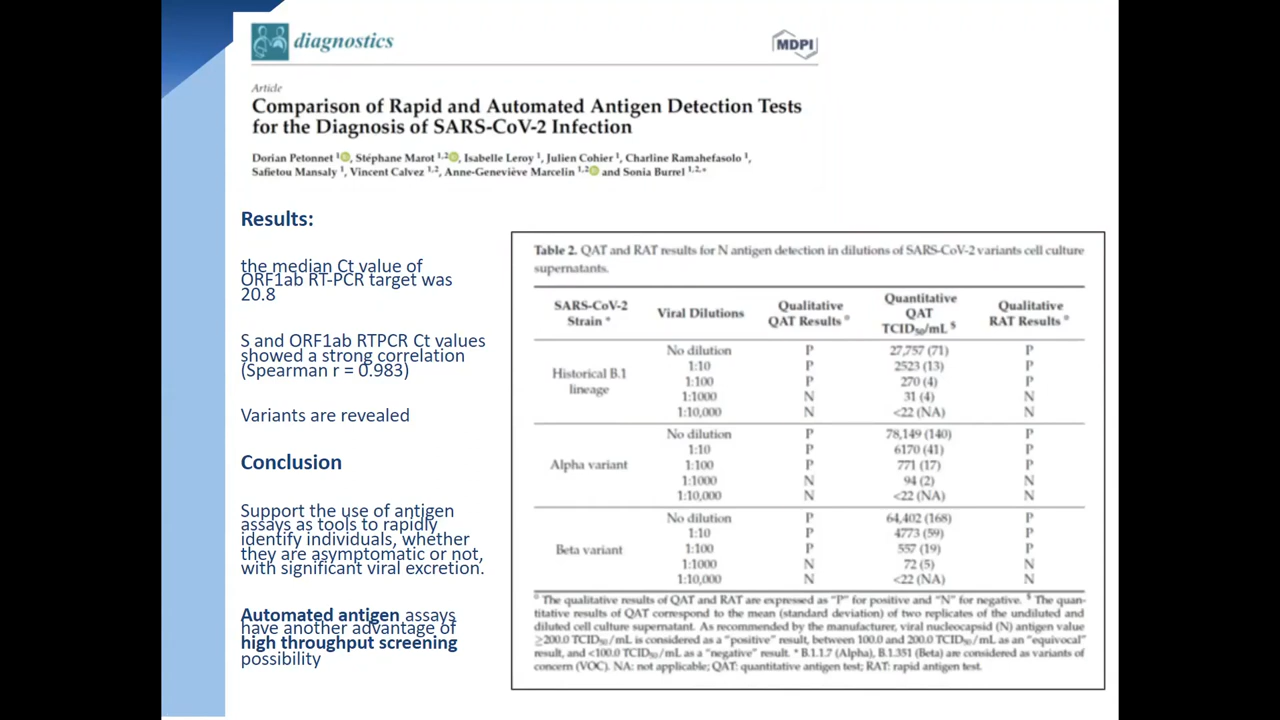 diagnostics
MDPI
Article
Comparison of Rapid and Automated Antigen Detection Tests
for the Diagnosis of SARS-CoV-2 Infection
Dorian Petonnet 1, Stéphane Marot 1,2, Isabelle Leroy 1, Julien Cohier 1, Charline Ramahefasolo 1,
Safietou Mansaly 1, Vincent Calvez 1,2, Anne-Geneviève Marcelin 1,2 and Sonia Burrel 1,2,*
Results:
the median Ct value of
ORF1ab RT-PCR target was
20.8
S and ORF1ab RTPCR Ct values
showed a strong correlation
(Spearman r = 0.983)
Variants are revealed
Conclusion
Support the use of antigen
assays as tools to rapidly
identify individuals, whether
they are asymptomatic or not,
with significant viral excretion.
Automated antigen assays
have another advantage of
high throughput screening
possibility
Table 2. QAT and RAT results for N antigen detection in dilutions of SARS-CoV-2 variants cell culture
supernatants.
SARS-CoV-2 Strain * Viral Dilutions Qualitative QAT Results ¤ Quantitative QAT TCID50/mL $ Qualitative RAT Results ¤
Historical B.1 lineage
No dilution P 27,757 (71) P
1:10 P 2523 (13) P
1:100 P 270 (4) P
1:1000 N 31 (4) N
1:10,000 N <22 (NA) N
Alpha variant
No dilution P 78,149 (140) P
1:10 P 6170 (41) P
1:100 P 771 (17) P
1:1000 N 94 (2) N
1:10,000 N <22 (NA) N
Beta variant
No dilution P 64,402 (168) P
1:10 P 4773 (59) P
1:100 P 557 (19) P
1:1000 N 72 (5) N
1:10,000 N <22 (NA) N
¤ The qualitative results of QAT and RAT are expressed as "P" for positive and "N" for negative. $ The quan-
titative results of QAT correspond to the mean (standard deviation) of two replicates of the undiluted and
diluted cell culture supernatant. As recommended by the manufacturer, viral nucleocapsid (N) antigen value
≥200.0 TCID50/mL is considered as a "positive" result, between 100.0 and 200.0 TCID50/mL as an "equivocal"
result, and <100.0 TCID50/mL as a "negative" result. * B.1.1.7 (Alpha), B.1.351 (Beta) are considered as variants of
concern (VOC). NA: not applicable; QAT: quantitative antigen test; RAT: rapid antigen test.